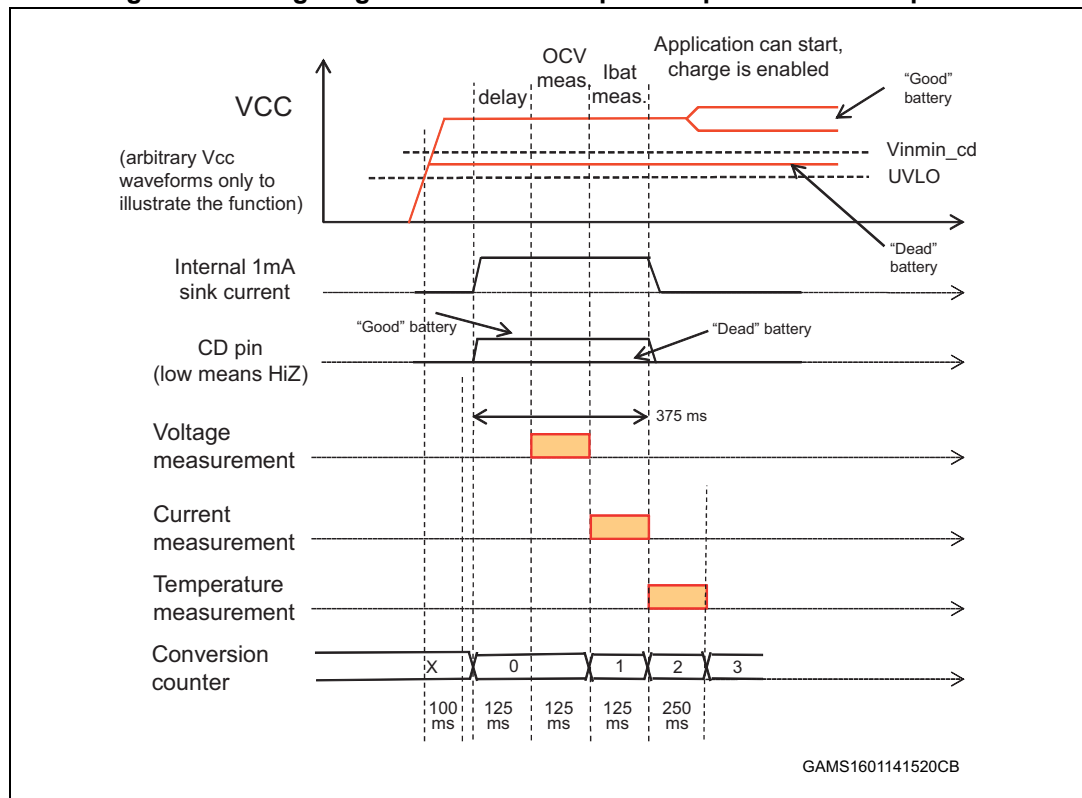 OCV
meas.
Ibat
meas.
delay
Application can start,
charge is enabled
"Good"
battery
VCC
(arbitrary Vcc
waveforms only to
illustrate the function)
Vinmin_cd
UVLO
"Dead"
battery
Internal 1mA
sink current
"Good" battery
"Dead" battery
CD pin
(low means HiZ)
375 ms
Voltage
measurement
Current
measurement
Temperature
measurement
Conversion
counter
X 0 1 2 3
100
ms
125
ms
125
ms
125
ms
250
ms
GAMS1601141520CB